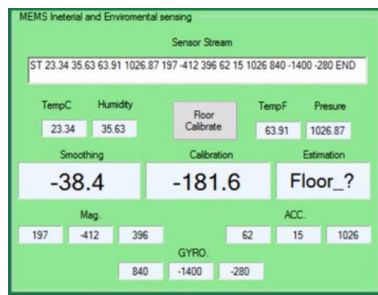 MEMS Ineterial and Enviromental sensing
Sensor Stream
ST 23.34 35.63 63.91 1026.87 197 -412 396 62 15 1026 840 -1400 -280 END
TempC Humidity TempF Presure
Floor
Calibrate
23.34 35.63 63.91 1026.87
Smoothing Calibration Estimation
-38.4 -181.6 Floor_?
Mag. ACC.
197 -412 396 62 15 1026
GYRO.
840 -1400 -280